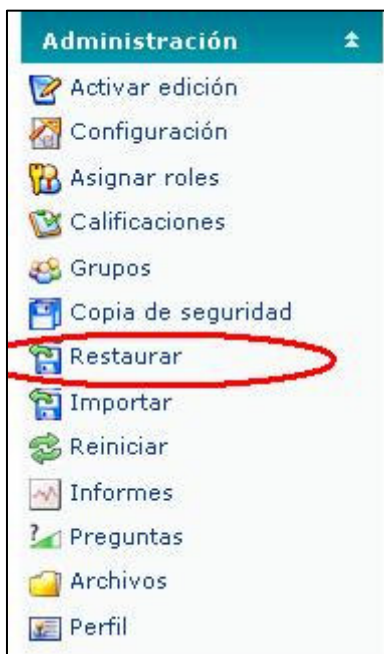 Administración
Activar edición
Configuración
Asignar roles
Calificaciones
Grupos
Copia de seguridad
Restaurar
Importar
Reiniciar
Informes
Preguntas
Archivos
Perfil